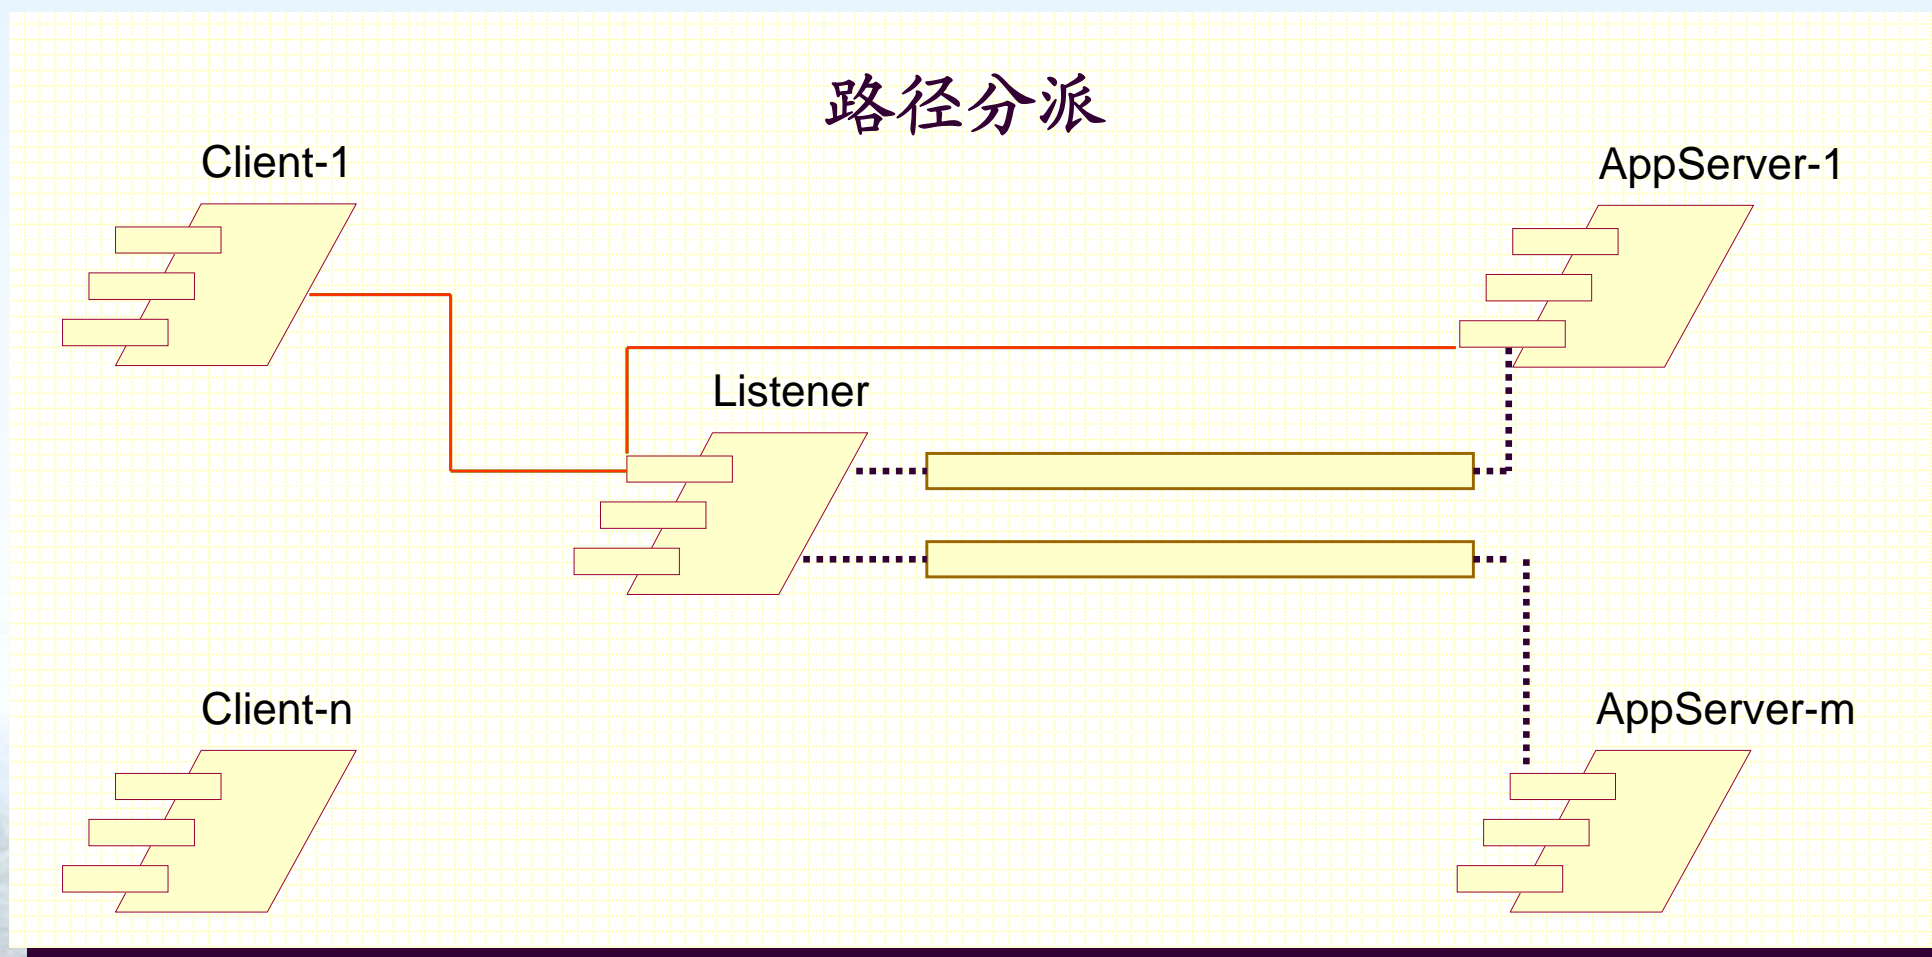 路径分派
Client-1
AppServer-1
Listener
Client-n
AppServer-m